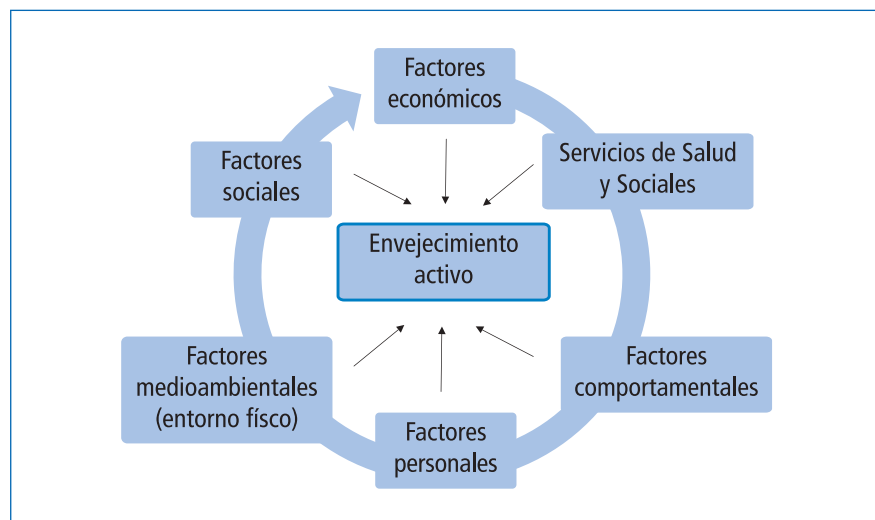 Factores
económicos
Servicios de Salud
y Sociales
Factores
comportamentales
Factores
personales
Factores
medioambientales
(entorno físco)
Factores
sociales
Envejecimiento
activo